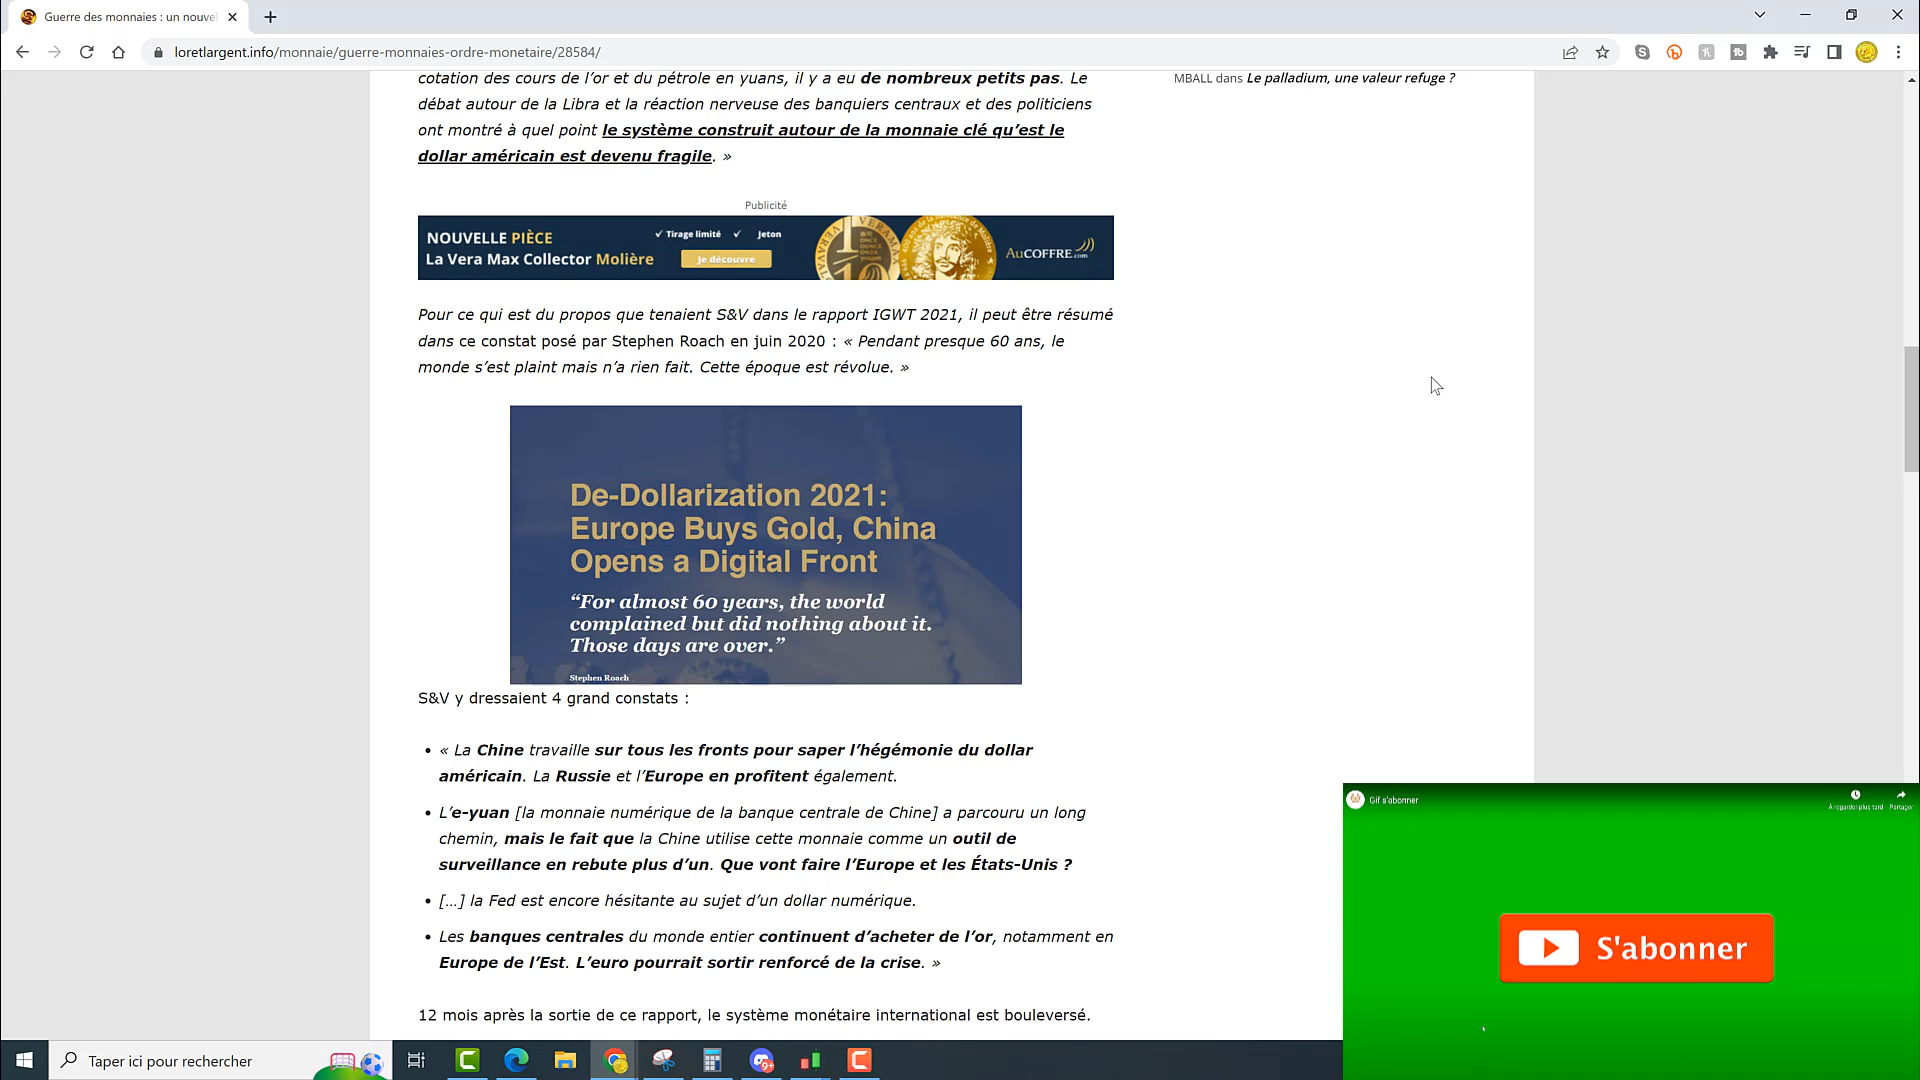 Guerre des monnaies : un nouve
loretlargent.info/monnaie/guerre-monnaies-ordre-monetaire/28584/
cotation des cours de l’or et du pétrole en yuans, il y a eu de nombreux petits pas. Le
débat autour de la Libra et la réaction nerveuse des banquiers centraux et des politiciens
ont montré à quel point le système construit autour de la monnaie clé qu’est le
dollar américain est devenu fragile. »
MBALL dans Le palladium, une valeur refuge ?
Publicité
NOUVELLE PIÈCE
La Vera Max Collector Molière
✓ Tirage limité ✓ Jeton
Je découvre
AuCOFFRE.com
Pour ce qui est du propos que tenaient S&V dans le rapport IGWT 2021, il peut être résumé
dans ce constat posé par Stephen Roach en juin 2020 : « Pendant presque 60 ans, le
monde s’est plaint mais n’a rien fait. Cette époque est révolue. »
De-Dollarization 2021:
Europe Buys Gold, China
Opens a Digital Front
“For almost 60 years, the world
complained but did nothing about it.
Those days are over.”
Stephen Roach
S&V y dressaient 4 grand constats :
• « La Chine travaille sur tous les fronts pour saper l’hégémonie du dollar
américain. La Russie et l’Europe en profitent également.
• L’e-yuan [la monnaie numérique de la banque centrale de Chine] a parcouru un long
chemin, mais le fait que la Chine utilise cette monnaie comme un outil de
surveillance en rebute plus d’un. Que vont faire l’Europe et les États-Unis ?
• […] la Fed est encore hésitante au sujet d’un dollar numérique.
• Les banques centrales du monde entier continuent d’acheter de l’or, notamment en
Europe de l’Est. L’euro pourrait sortir renforcé de la crise. »
12 mois après la sortie de ce rapport, le système monétaire international est bouleversé.
Gif s'abonner
À regarder plus tard
Partager
S'abonner
Taper ici pour rechercher